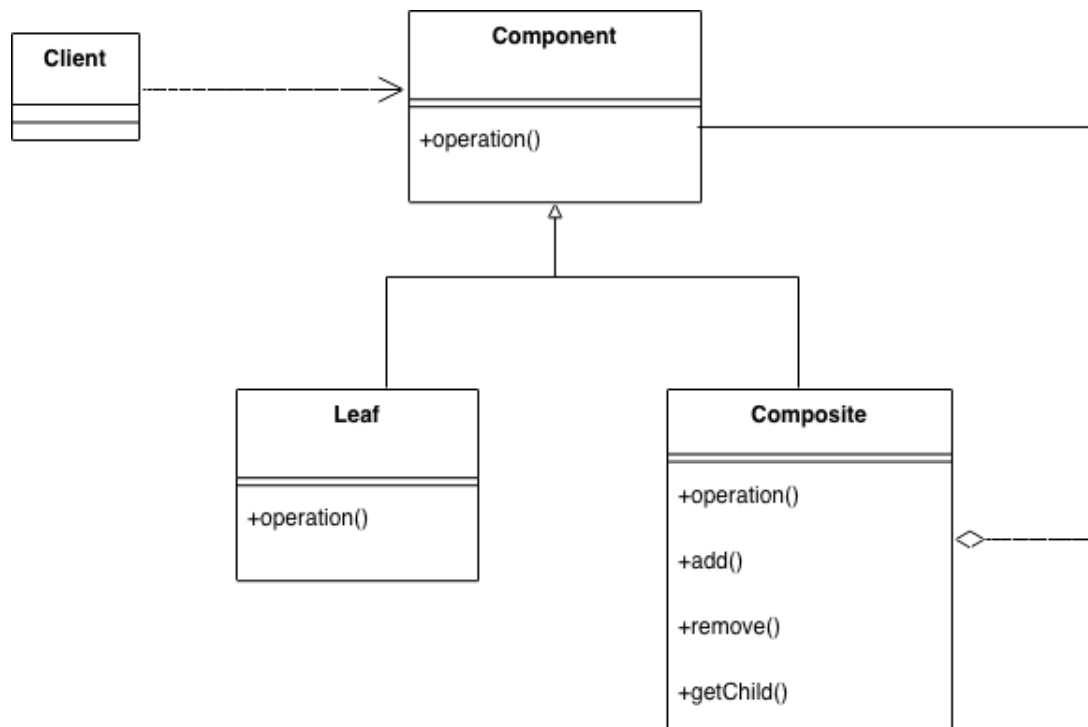 Client
Component
+operation()
Leaf
+operation()
Composite
+operation()
+add()
+remove()
+getChild()